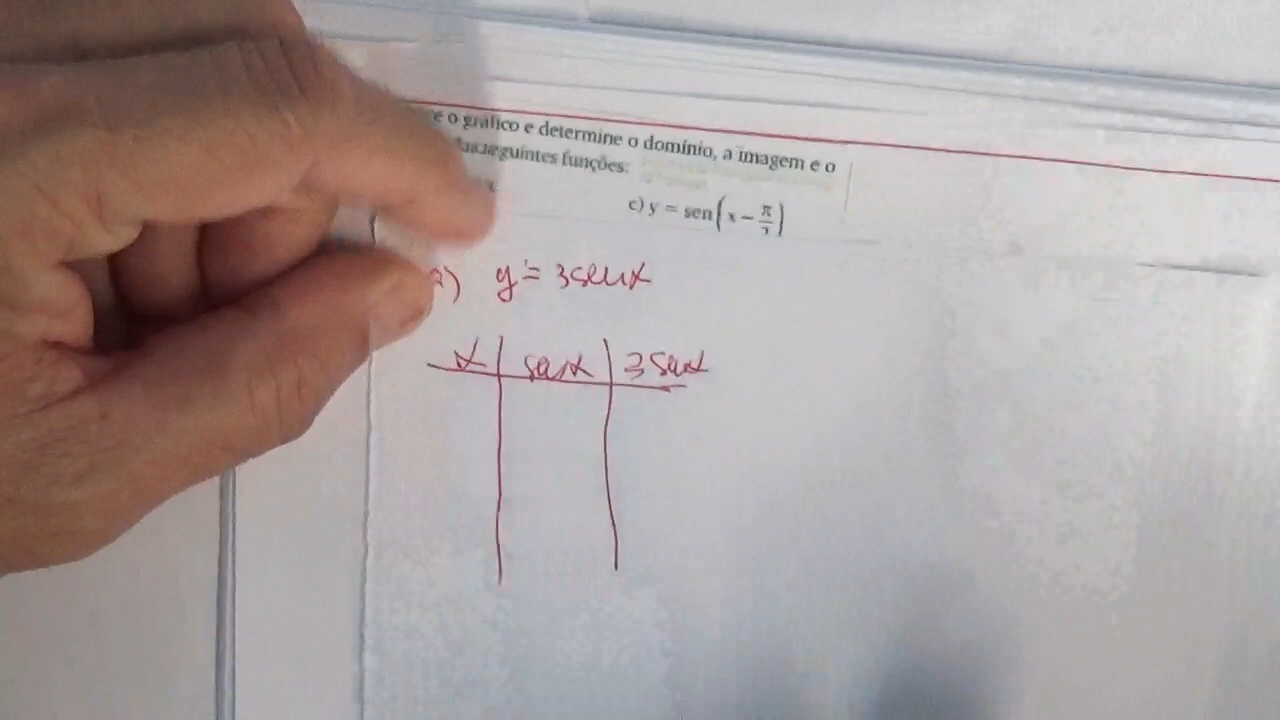 e o gráfico e determine o domínio, a imagem e o
seguintes funções.
c) y = sen(x - π/2)
a) y = 3senx
x senx 3senx